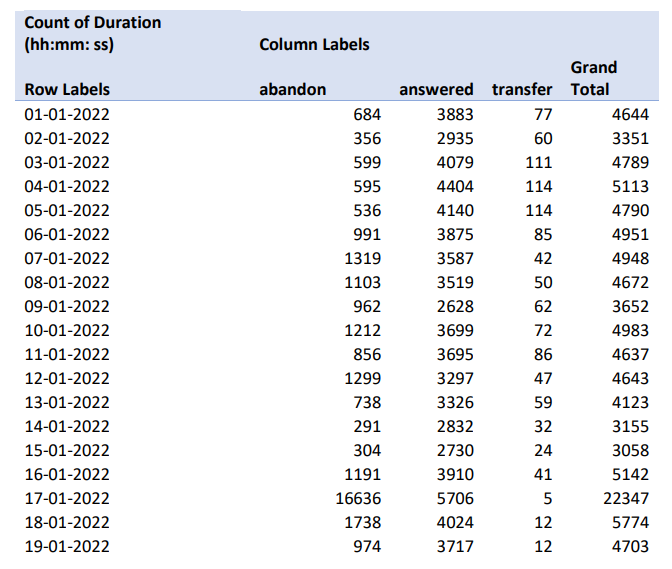 Count of Duration
(hh:mm: ss) Column Labels
Grand
Row Labels abandon answered transfer Total
01-01-2022 684 3883 77 4644
02-01-2022 356 2935 60 3351
03-01-2022 599 4079 111 4789
04-01-2022 595 4404 114 5113
05-01-2022 536 4140 114 4790
06-01-2022 991 3875 85 4951
07-01-2022 1319 3587 42 4948
08-01-2022 1103 3519 50 4672
09-01-2022 962 2628 62 3652
10-01-2022 1212 3699 72 4983
11-01-2022 856 3695 86 4637
12-01-2022 1299 3297 47 4643
13-01-2022 738 3326 59 4123
14-01-2022 291 2832 32 3155
15-01-2022 304 2730 24 3058
16-01-2022 1191 3910 41 5142
17-01-2022 16636 5706 5 22347
18-01-2022 1738 4024 12 5774
19-01-2022 974 3717 12 4703